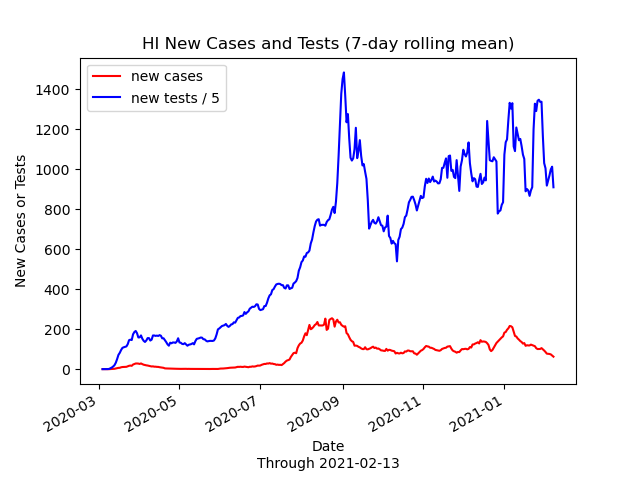 HI New Cases and Tests (7-day rolling mean)
new cases
new tests / 5
1400
1200
1000
800
600
400
200
0
New Cases or Tests
2020-03
2020-05
2020-07
2020-09
2020-11
2021-01
Date
Through 2021-02-13